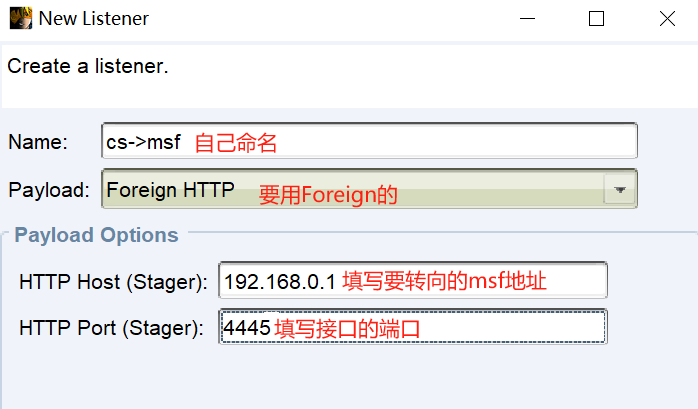 New Listener
Create a listener.
Name: cs->msf 自己命名
Payload: Foreign HTTP 要用Foreign的
Payload Options
HTTP Host (Stager): 192.168.0.1 填写要转向的msf地址
HTTP Port (Stager): 4445 填写接口的端口